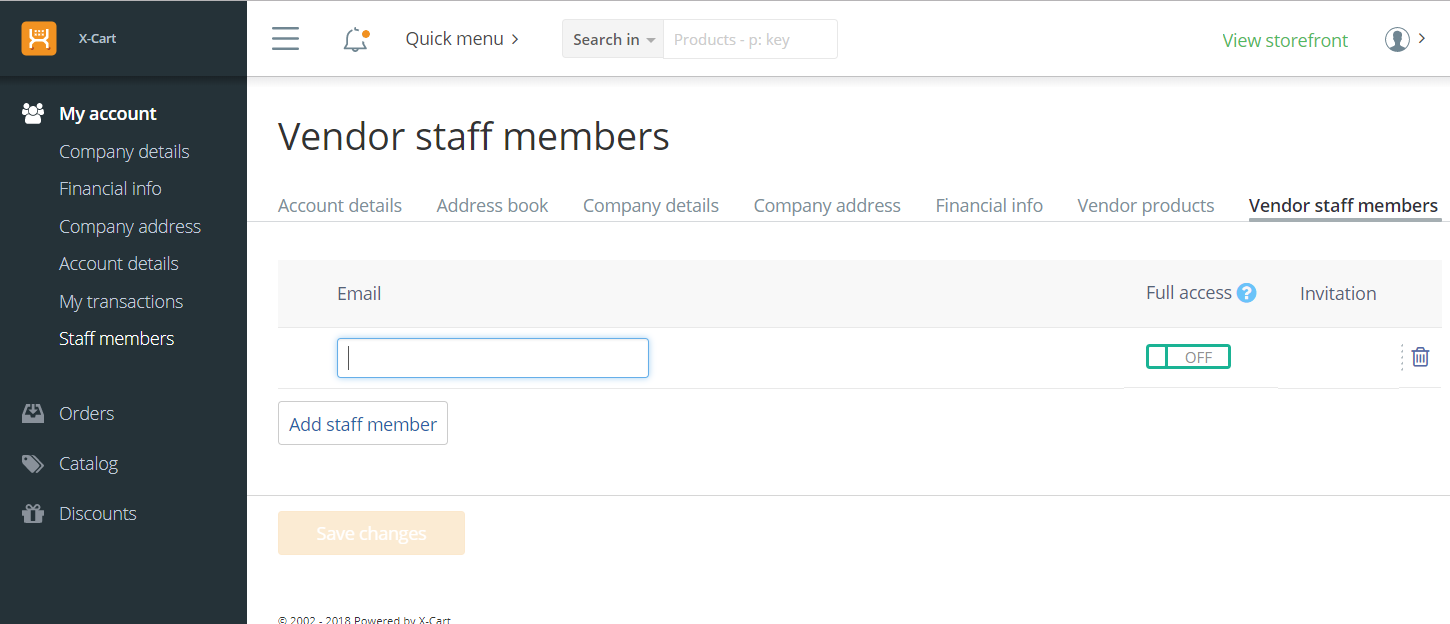 X-Cart
Quick menu
Search in
Products - p: key
View storefront
My account
Company details
Financial info
Company address
Account details
My transactions
Staff members
Orders
Catalog
Discounts
Vendor staff members
Account details Address book Company details Company address Financial info Vendor products Vendor staff members
Email Full access ? Invitation
OFF
Add staff member
Save changes
© 2002 - 2018 Powered by X-Cart